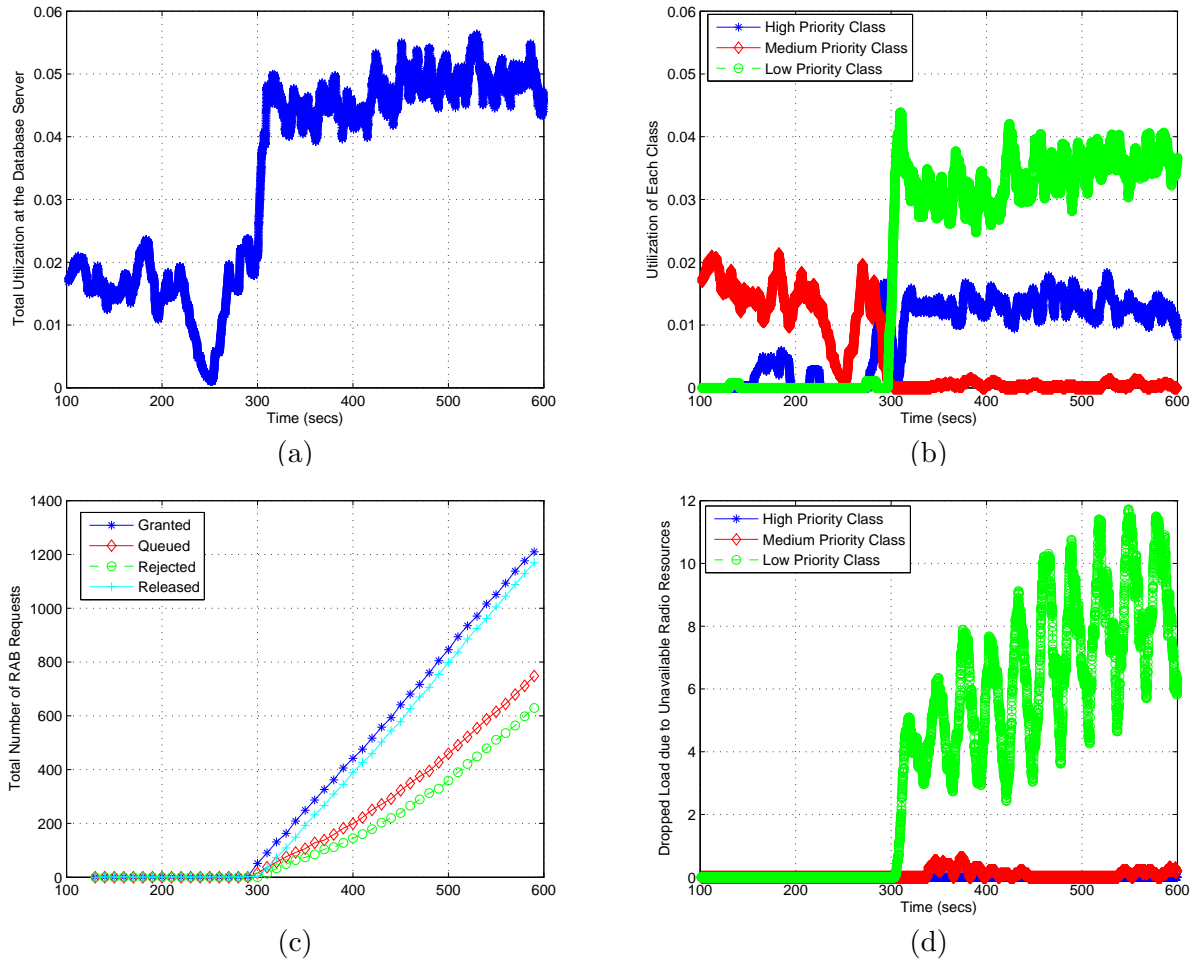 0.06
0.05
0.04
0.03
0.02
0.01
0
100 200 300 400 500 600
Total Utilization at the Database Server
Time (secs)
(a)
0.06
0.05
0.04
0.03
0.02
0.01
0
100 200 300 400 500 600
Utilization of Each Class
Time (secs)
High Priority Class
Medium Priority Class
Low Priority Class
(b)
1400
1200
1000
800
600
400
200
0
100 200 300 400 500 600
Total Number of RAB Requests
Time (secs)
Granted
Queued
Rejected
Released
(c)
12
10
8
6
4
2
0
100 200 300 400 500 600
Dropped Load due to Unavailable Radio Resources
Time (secs)
High Priority Class
Medium Priority Class
Low Priority Class
(d)